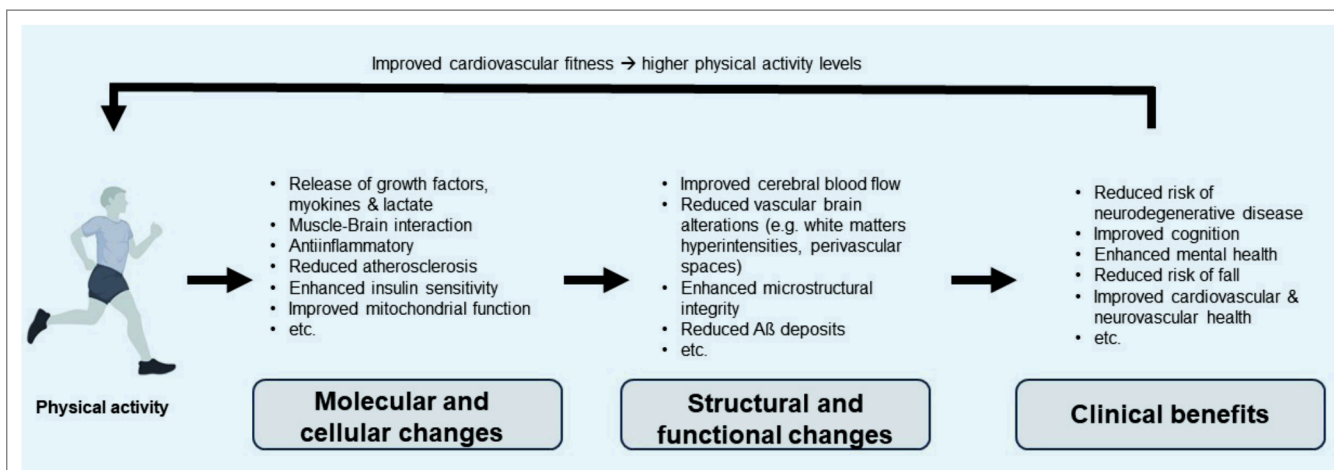 Improved cardiovascular fitness → higher physical activity levels
Physical activity
• Release of growth factors,
myokines & lactate
• Muscle-Brain interaction
• Antiinflammatory
• Reduced atherosclerosis
• Enhanced insulin sensitivity
• Improved mitochondrial function
• etc.
Molecular and
cellular changes
• Improved cerebral blood flow
• Reduced vascular brain
alterations (e.g. white matters
hyperintensities, perivascular
spaces)
• Enhanced microstructural
integrity
• Reduced Aß deposits
• etc.
Structural and
functional changes
• Reduced risk of
neurodegenerative disease
• Improved cognition
• Enhanced mental health
• Reduced risk of fall
• Improved cardiovascular &
neurovascular health
• etc.
Clinical benefits